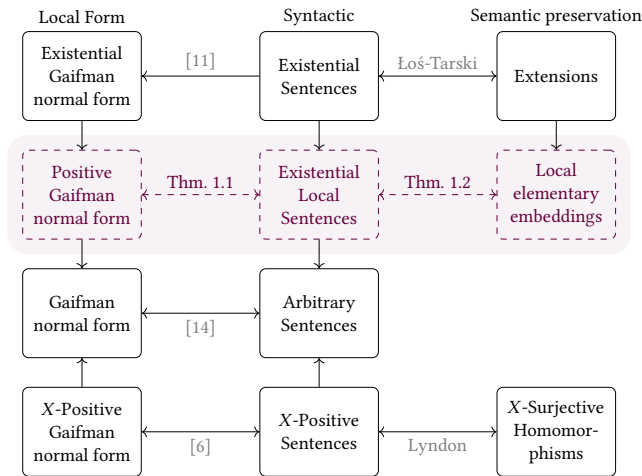 Local Form
Syntactic
Semantic preservation
Existential
Gaifman
normal form
[11]
Existential
Sentences
Łoś-Tarski
Extensions
Positive
Gaifman
normal form
Thm. 1.1
Existential
Local
Sentences
Thm. 1.2
Local
elementary
embeddings
Gaifman
normal form
[14]
Arbitrary
Sentences
X-Positive
Gaifman
normal form
[6]
X-Positive
Sentences
Lyndon
X-Surjective
Homomor-
phisms